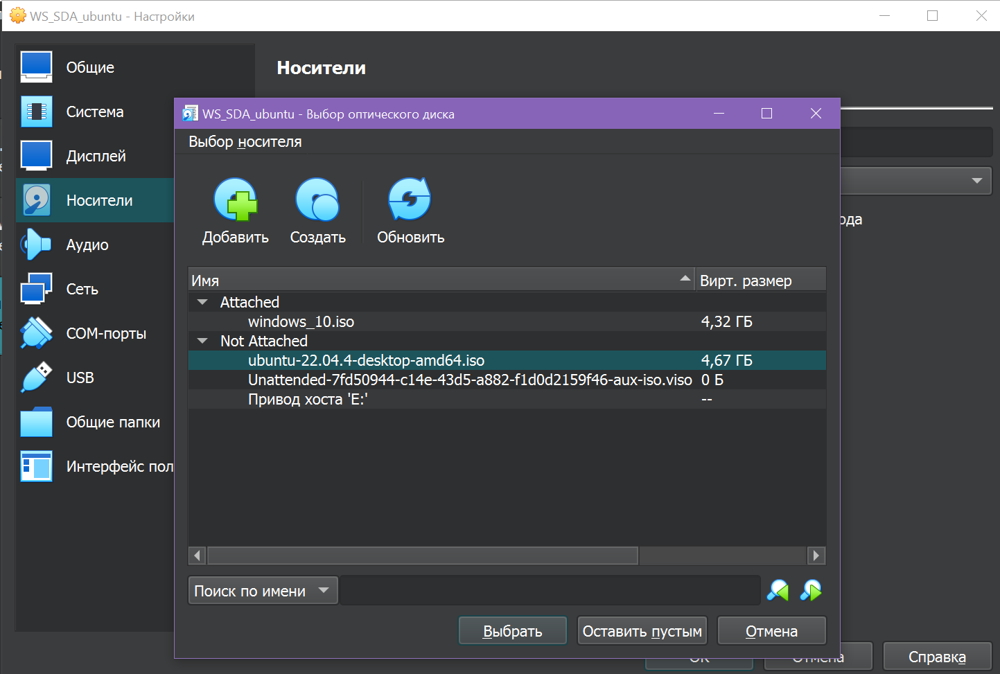 WS_SDA_ubuntu - Настройки
Общие
Система
Дисплей
Носители
Аудио
Сеть
COM-порты
USB
Общие папки
Интерфейс пол
Носители
WS_SDA_ubuntu - Выбор оптического диска
Выбор носителя
Добавить
Создать
Обновить
Имя Вирт. размер
Attached
windows_10.iso 4,32 ГБ
Not Attached
ubuntu-22.04.4-desktop-amd64.iso 4,67 ГБ
Unattended-7fd50944-c14e-43d5-a882-f1d0d2159f46-aux-iso.viso 0 Б
Привод хоста 'E:' --
Поиск по имени
Выбрать
Оставить пустым
Отмена
ода
OK
Отмена
Справка